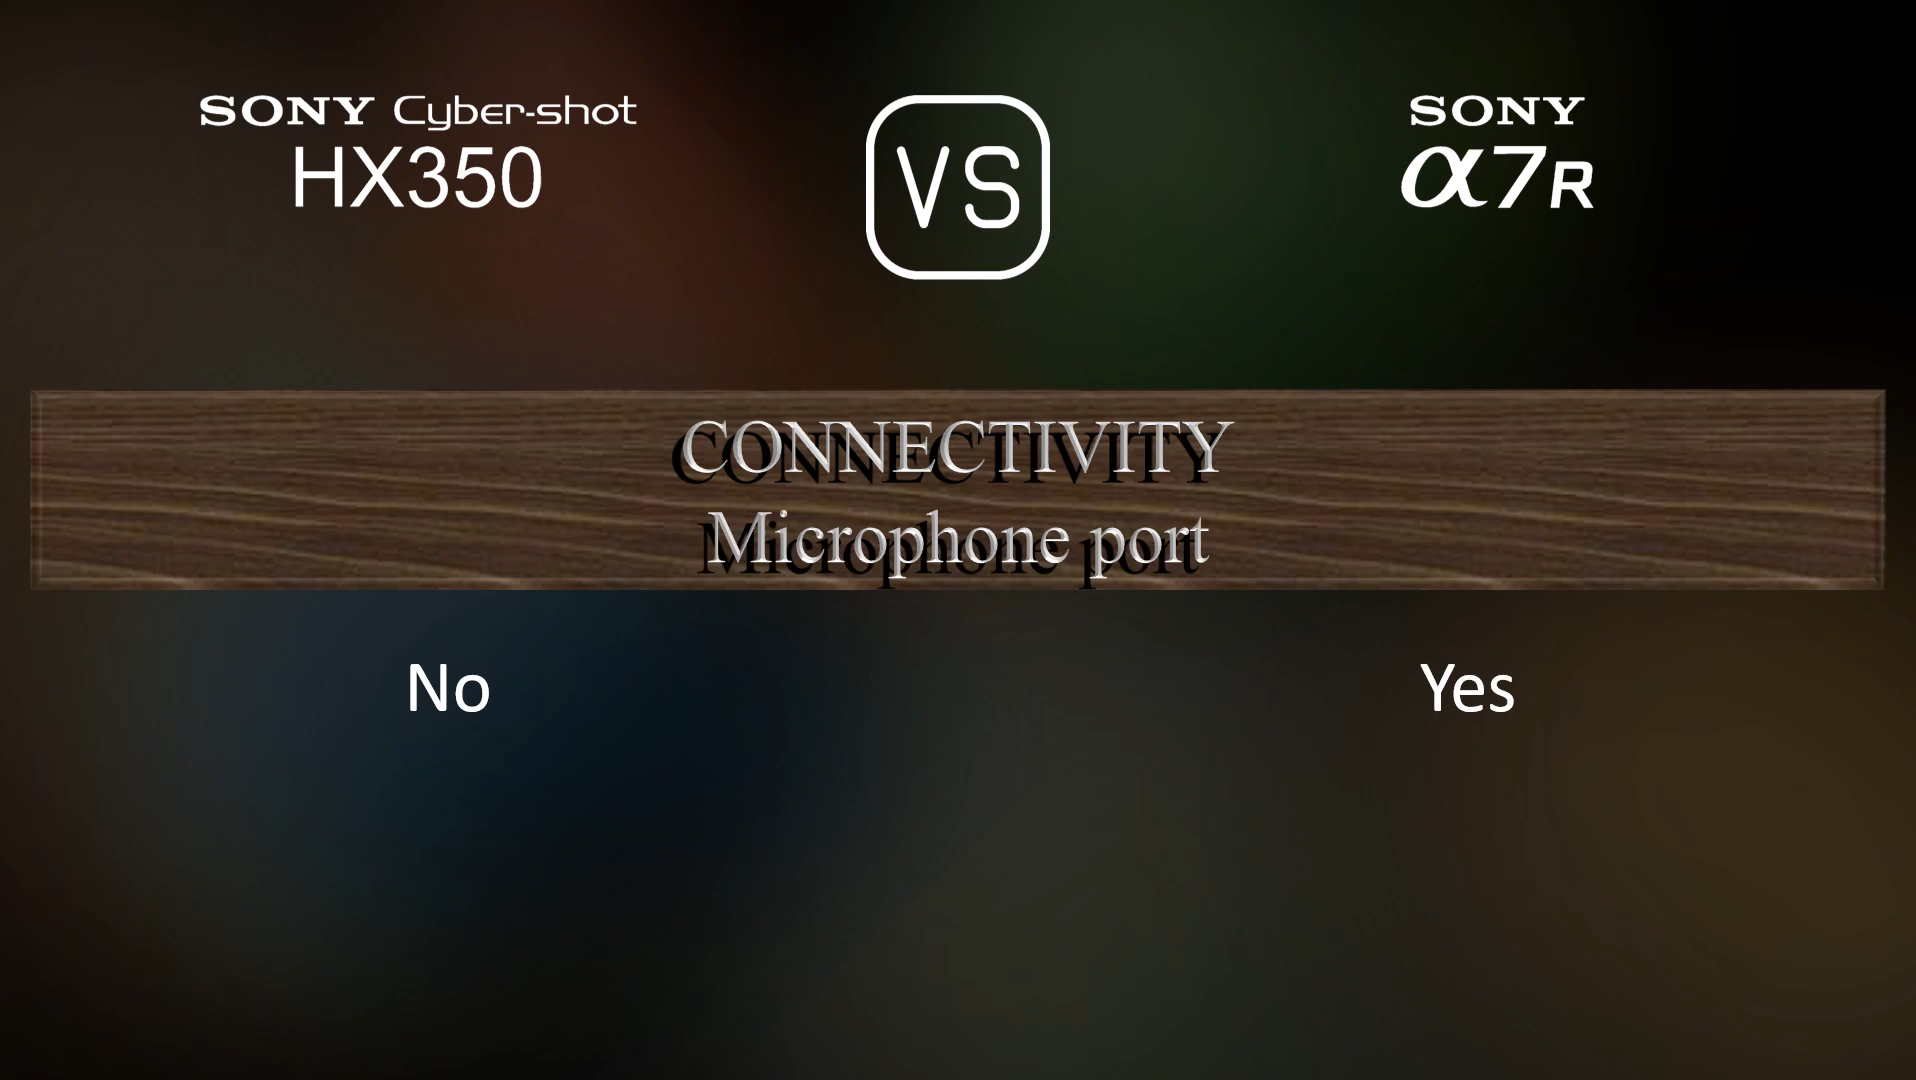 SONY Cyber-shot
HX350
VS
SONY
α7R
CONNECTIVITY
Microphone port
No
Yes